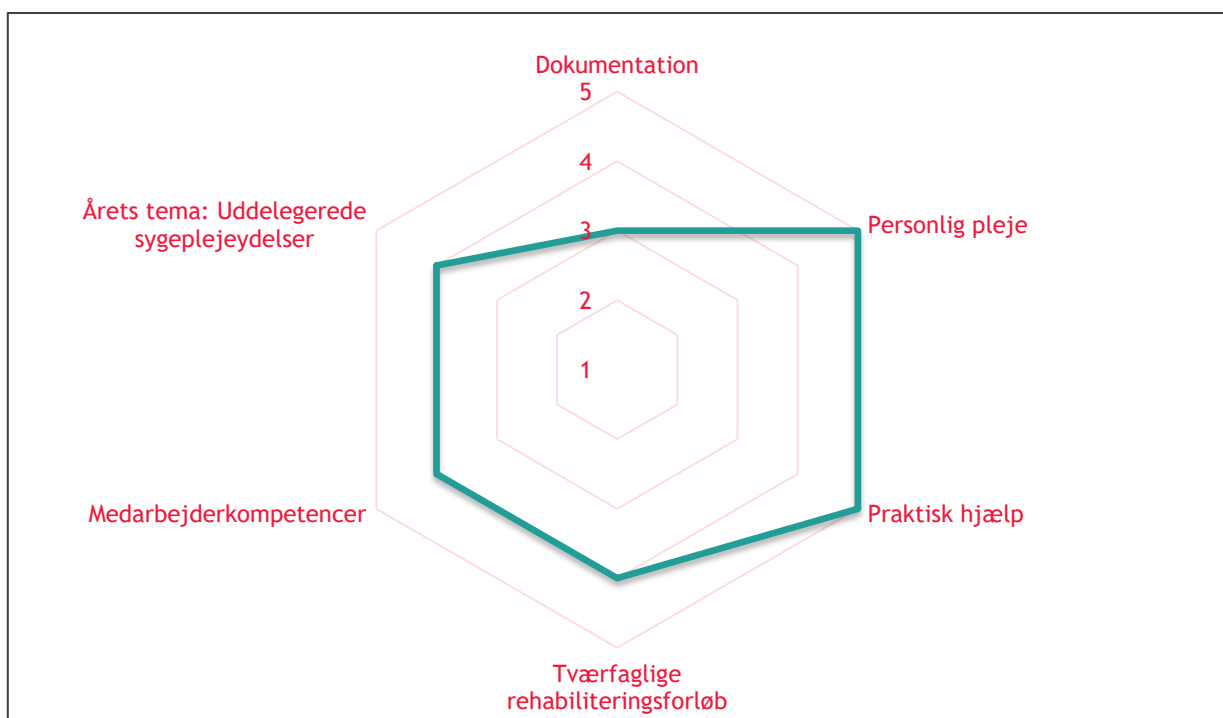 Dokumentation
5
4
Årets tema: Uddelegerede
sygeplejeydelser
3
Personlig pleje
2
1
Medarbejderkompetencer
Praktisk hjælp
Tværfaglige
rehabiliteringsforløb